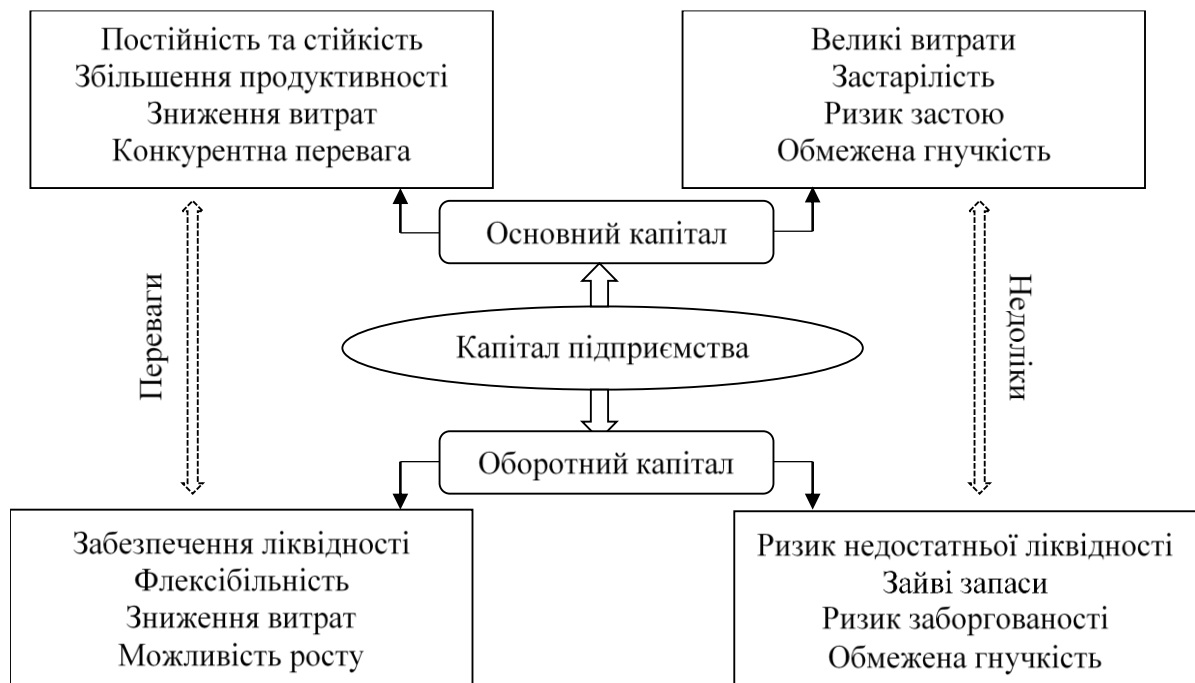 Постійність та стійкість
Збільшення продуктивності
Зниження витрат
Конкурентна перевага
Великі витрати
Застарілість
Ризик застою
Обмежена гнучкість
Основний капітал
Переваги
Капітал підприємства
Недоліки
Оборотний капітал
Забезпечення ліквідності
Флексібільність
Зниження витрат
Можливість росту
Ризик недостатньої ліквідності
Зайві запаси
Ризик заборгованості
Обмежена гнучкість